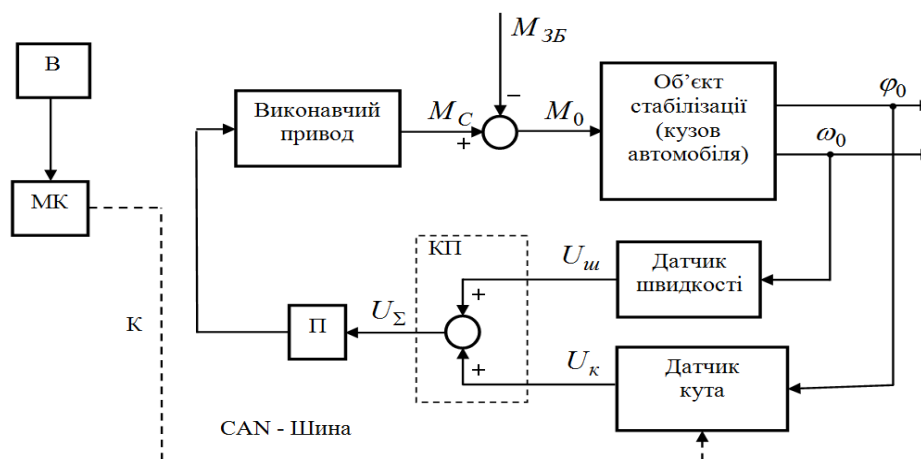 В
МК
К
Виконавчий
привод
M_C
+
M_ЗБ
−
M_0
Об’єкт
стабілізації
(кузов
автомобіля)
φ_0
ω_0
КП
U_ш
+
Датчик
швидкості
П
U_Σ
+
U_к
Датчик
кута
CAN - Шина